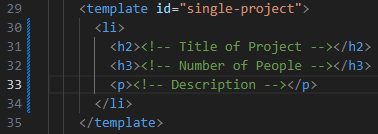 29 <template id="single-project">
30 <li>
31 <h2><!-- Title of Project --></h2>
32 <h3><!-- Number of People --></h3>
33 <p><!-- Description --></p>
34 </li>
35 </template>